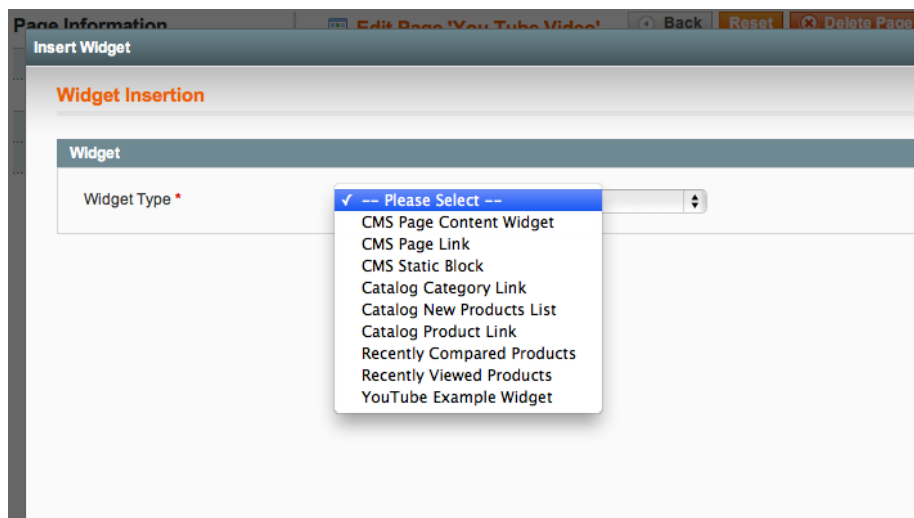 Page Information
Edit Page 'You Tube Video'
Back
Reset
Delete Page
Insert Widget
Widget Insertion
Widget
Widget Type *
✓ -- Please Select --
CMS Page Content Widget
CMS Page Link
CMS Static Block
Catalog Category Link
Catalog New Products List
Catalog Product Link
Recently Compared Products
Recently Viewed Products
YouTube Example Widget